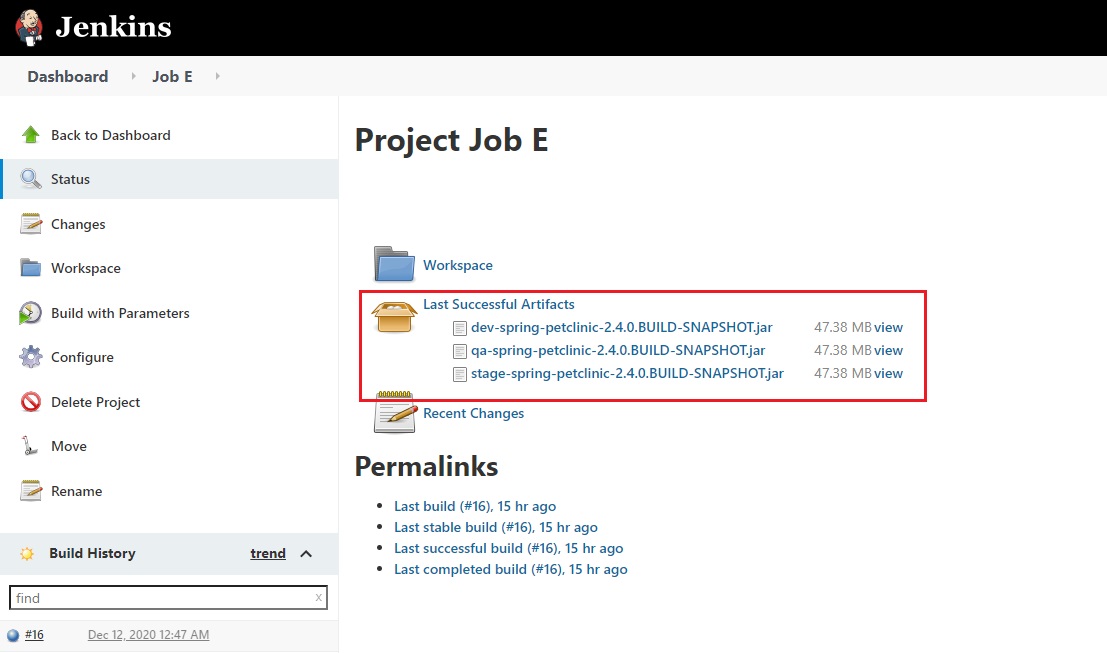 Jenkins
Dashboard Job E
Back to Dashboard
Status
Changes
Workspace
Build with Parameters
Configure
Delete Project
Move
Rename
Build History trend
find x
#16 Dec 12, 2020 12:47 AM
Project Job E
Workspace
Last Successful Artifacts
dev-spring-petclinic-2.4.0.BUILD-SNAPSHOT.jar 47.38 MB view
qa-spring-petclinic-2.4.0.BUILD-SNAPSHOT.jar 47.38 MB view
stage-spring-petclinic-2.4.0.BUILD-SNAPSHOT.jar 47.38 MB view
Recent Changes
Permalinks
Last build (#16), 15 hr ago
Last stable build (#16), 15 hr ago
Last successful build (#16), 15 hr ago
Last completed build (#16), 15 hr ago